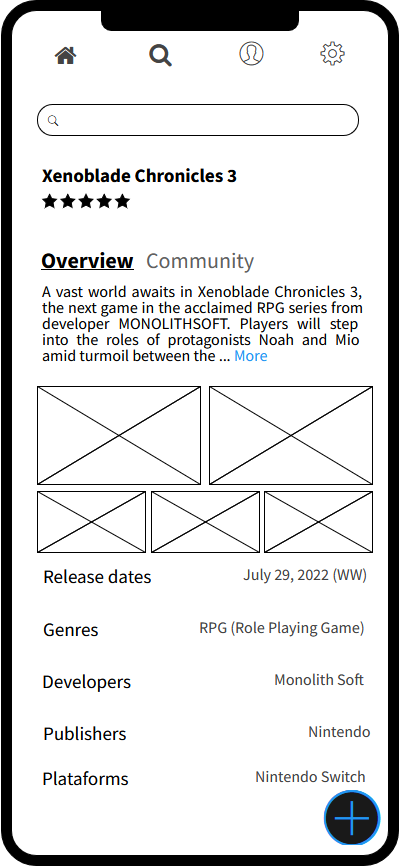 Xenoblade Chronicles 3
Overview Community
A vast world awaits in Xenoblade Chronicles 3,
the next game in the acclaimed RPG series from
developer MONOLITHSOFT. Players will step
into the roles of protagonists Noah and Mio
amid turmoil between the ... More
Release dates July 29, 2022 (WW)
Genres RPG (Role Playing Game)
Developers Monolith Soft
Publishers Nintendo
Plataforms Nintendo Switch